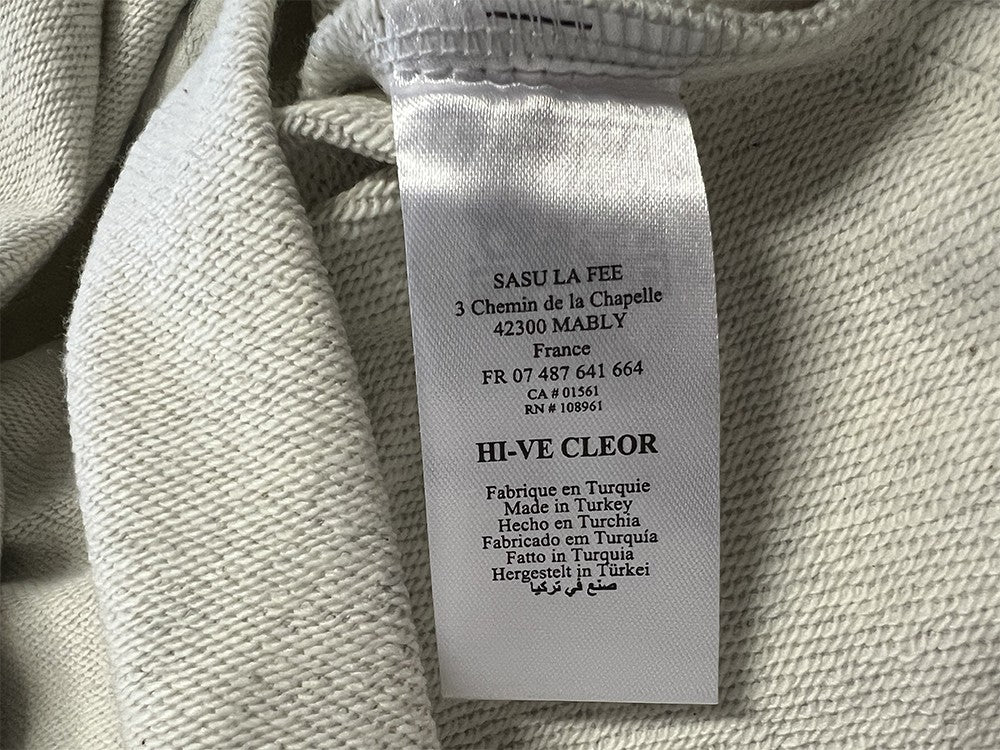 SASU LA FEE
3 Chemin de la Chapelle
42300 MABLY
France
FR 07 487 641 664
CA # 01561
RN # 108961
HI-VE CLEOR
Fabrique en Turquie
Made in Turkey
Hecho en Turchia
Fabricado em Turquía
Fatto in Turquia
Hergestelt in Türkei
صنع في تركيا